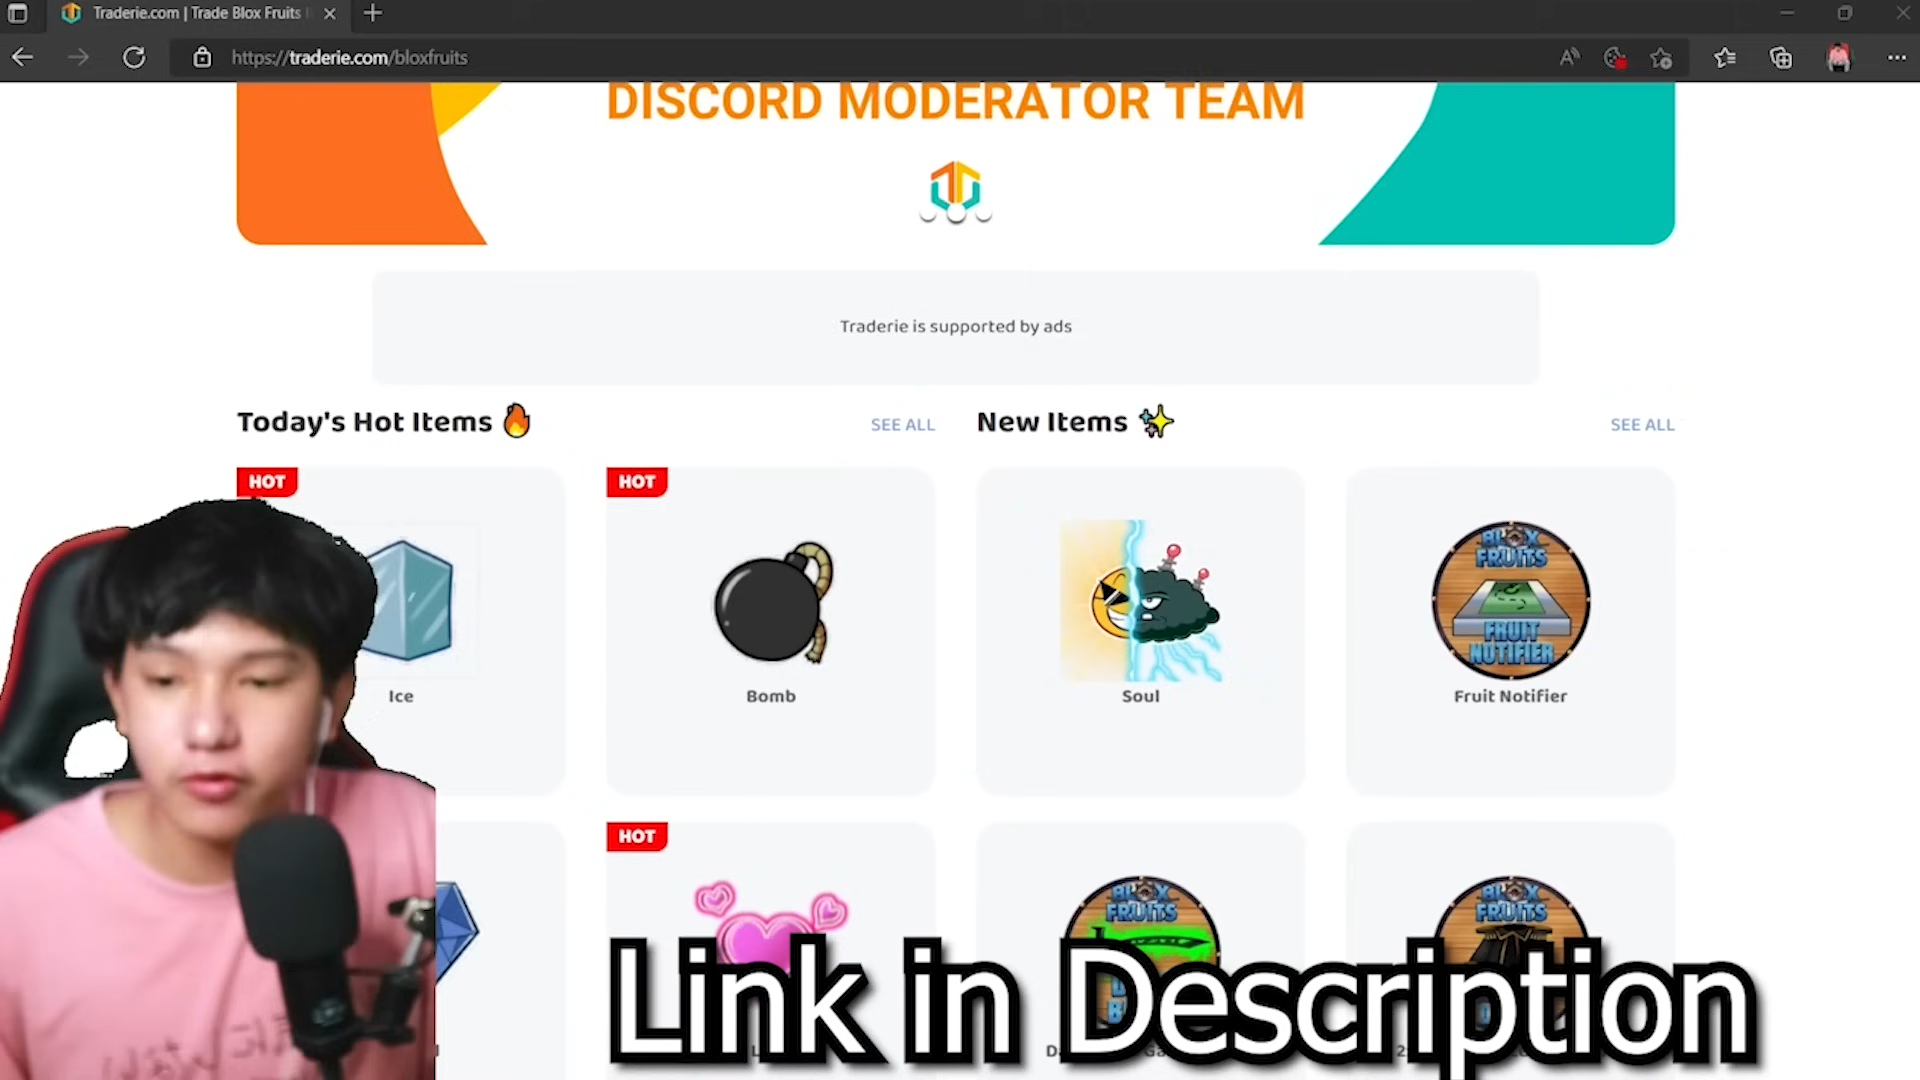 Traderie.com | Trade Blox Fruits
https://traderie.com/bloxfruits
DISCORD MODERATOR TEAM
Traderie is supported by ads
Today's Hot Items
SEE ALL
New Items
SEE ALL
HOT
HOT
BLOX
FRUITS
FRUIT
NOTIFIER
Ice
Bomb
Soul
Fruit Notifier
HOT
BLOX
FRUITS
BLOX
FRUITS
Link in Description